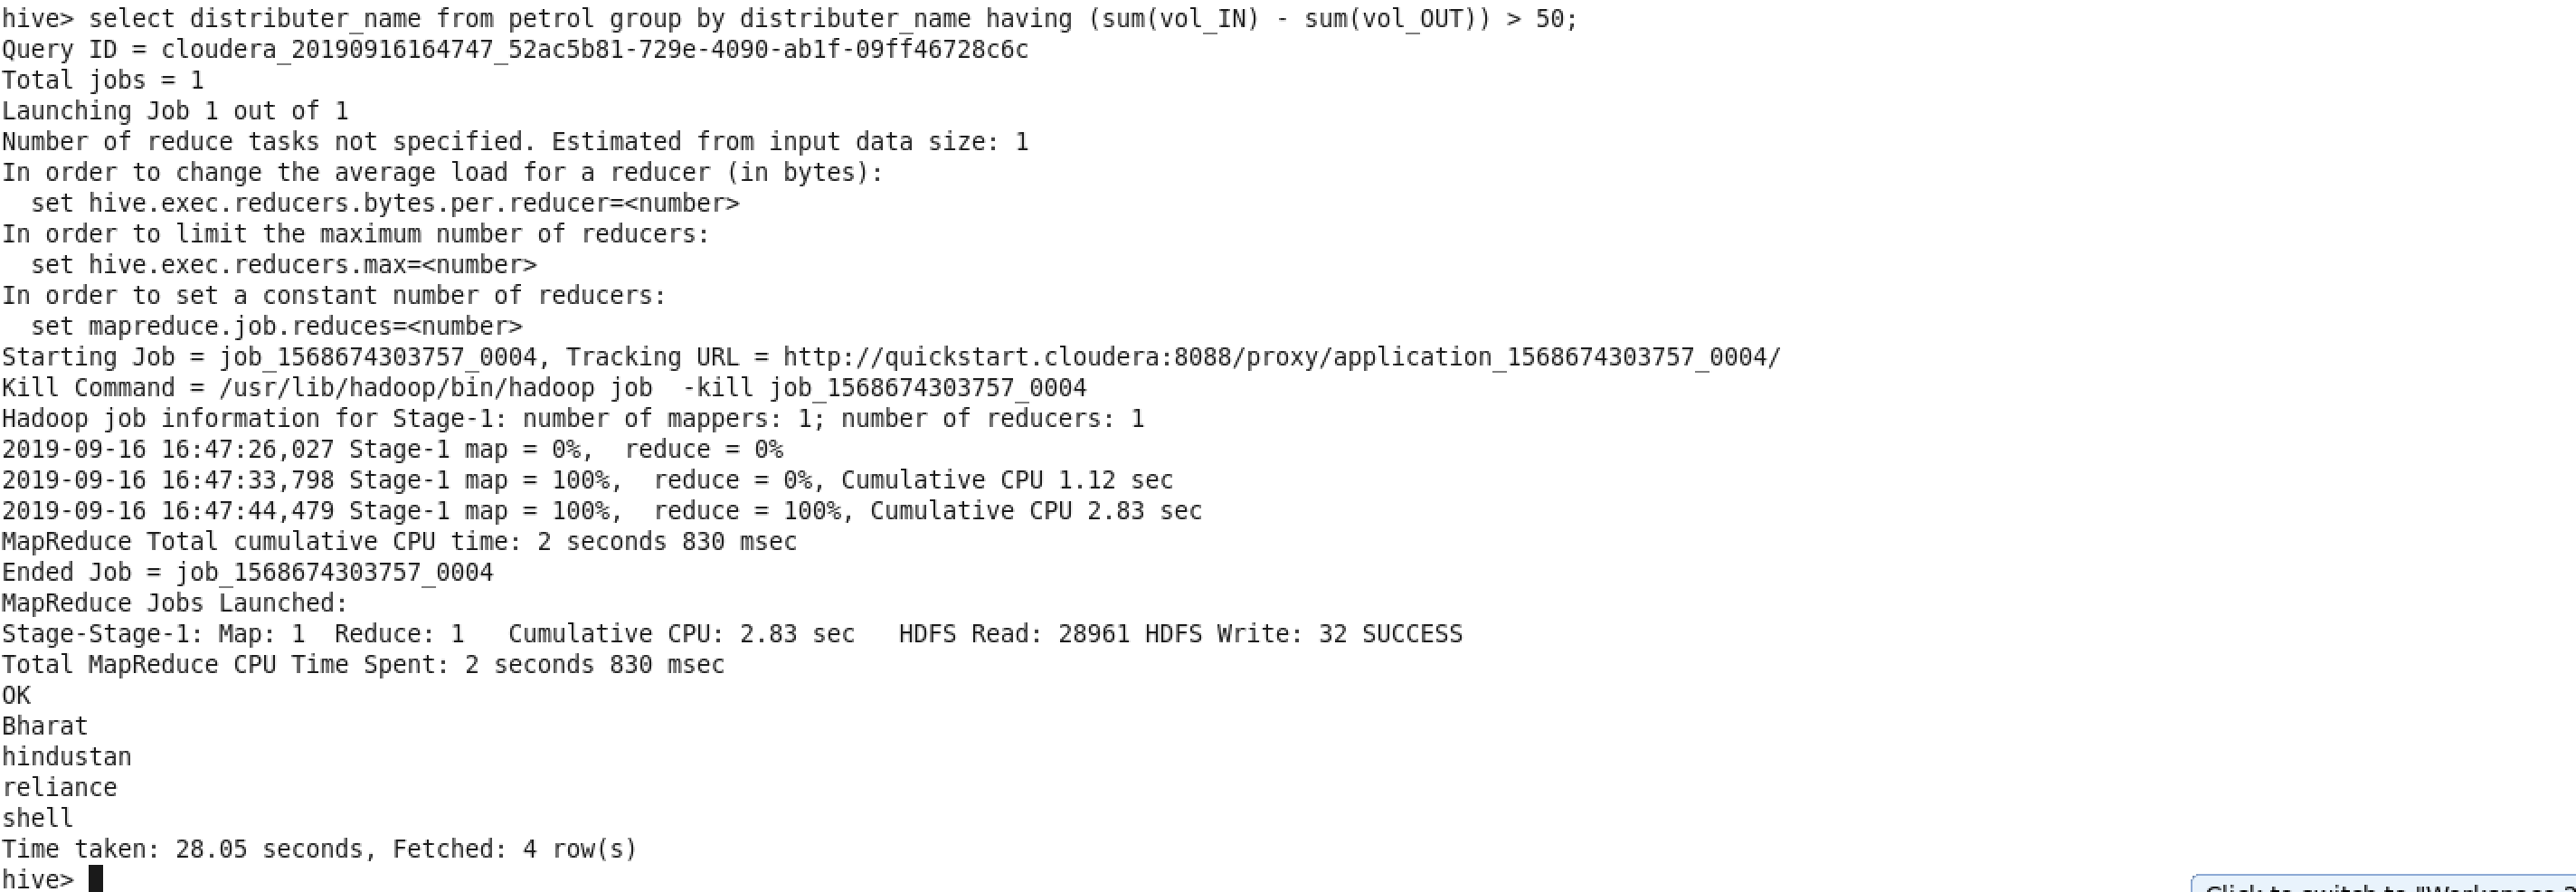 hive> select distributer_name from petrol group by distributer_name having (sum(vol_IN) - sum(vol_OUT)) > 50;
Query ID = cloudera_20190916164747_52ac5b81-729e-4090-ab1f-09ff46728c6c
Total jobs = 1
Launching Job 1 out of 1
Number of reduce tasks not specified. Estimated from input data size: 1
In order to change the average load for a reducer (in bytes):
  set hive.exec.reducers.bytes.per.reducer=<number>
In order to limit the maximum number of reducers:
  set hive.exec.reducers.max=<number>
In order to set a constant number of reducers:
  set mapreduce.job.reduces=<number>
Starting Job = job_1568674303757_0004, Tracking URL = http://quickstart.cloudera:8088/proxy/application_1568674303757_0004/
Kill Command = /usr/lib/hadoop/bin/hadoop job  -kill job_1568674303757_0004
Hadoop job information for Stage-1: number of mappers: 1; number of reducers: 1
2019-09-16 16:47:26,027 Stage-1 map = 0%,  reduce = 0%
2019-09-16 16:47:33,798 Stage-1 map = 100%,  reduce = 0%, Cumulative CPU 1.12 sec
2019-09-16 16:47:44,479 Stage-1 map = 100%,  reduce = 100%, Cumulative CPU 2.83 sec
MapReduce Total cumulative CPU time: 2 seconds 830 msec
Ended Job = job_1568674303757_0004
MapReduce Jobs Launched:
Stage-Stage-1: Map: 1  Reduce: 1   Cumulative CPU: 2.83 sec   HDFS Read: 28961 HDFS Write: 32 SUCCESS
Total MapReduce CPU Time Spent: 2 seconds 830 msec
OK
Bharat
hindustan
reliance
shell
Time taken: 28.05 seconds, Fetched: 4 row(s)
hive>
Click to switch to "Workspace